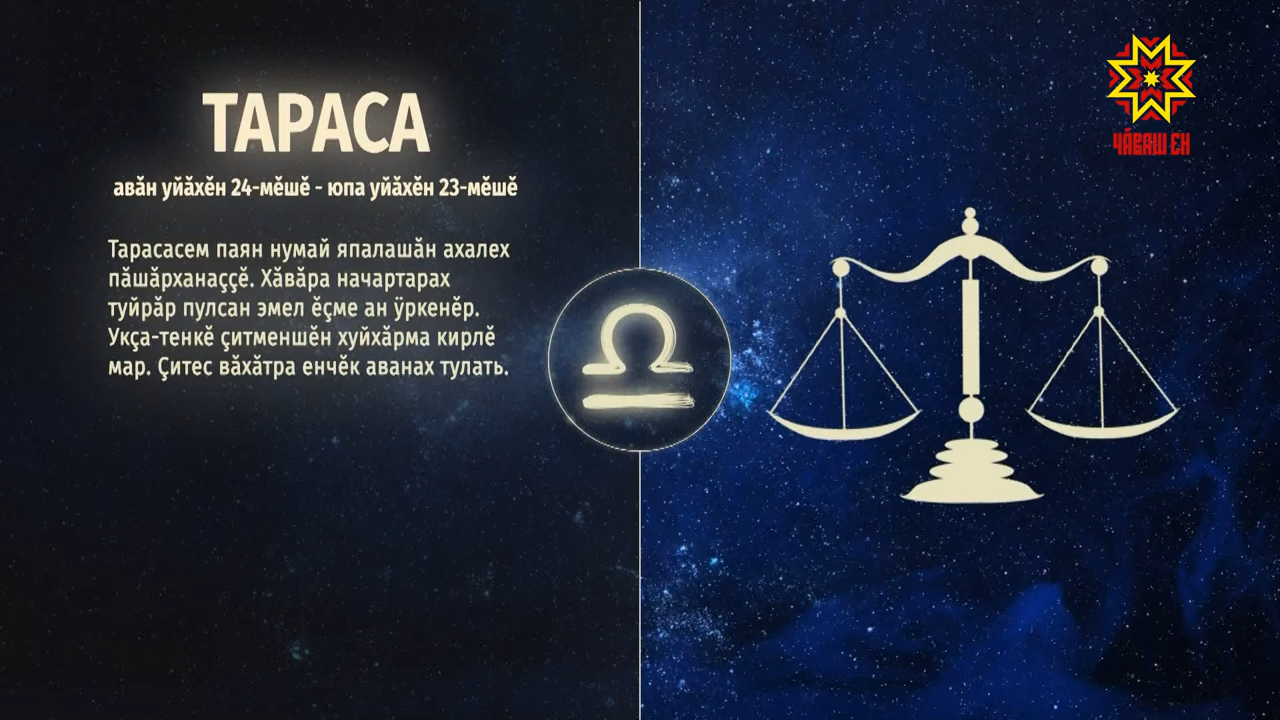 ТАРАСА
авӑн уйӑхӗн 24-мӗшӗ - юпа уйӑхӗн 23-мӗшӗ
Тарасасем паян нумай япалашӑн ахалех
пӑшӑрханаҫҫӗ. Хӑвӑра начартарах
туйрӑр пулсан эмел ӗҫме ан ӳркенӗр.
Укҫа-тенкӗ ҫитменшӗн хуйхӑрма кирлӗ
мар. Ҫитес вӑхӑтра енчӗк аванах тулать.
ЧӐВАШ ЕН